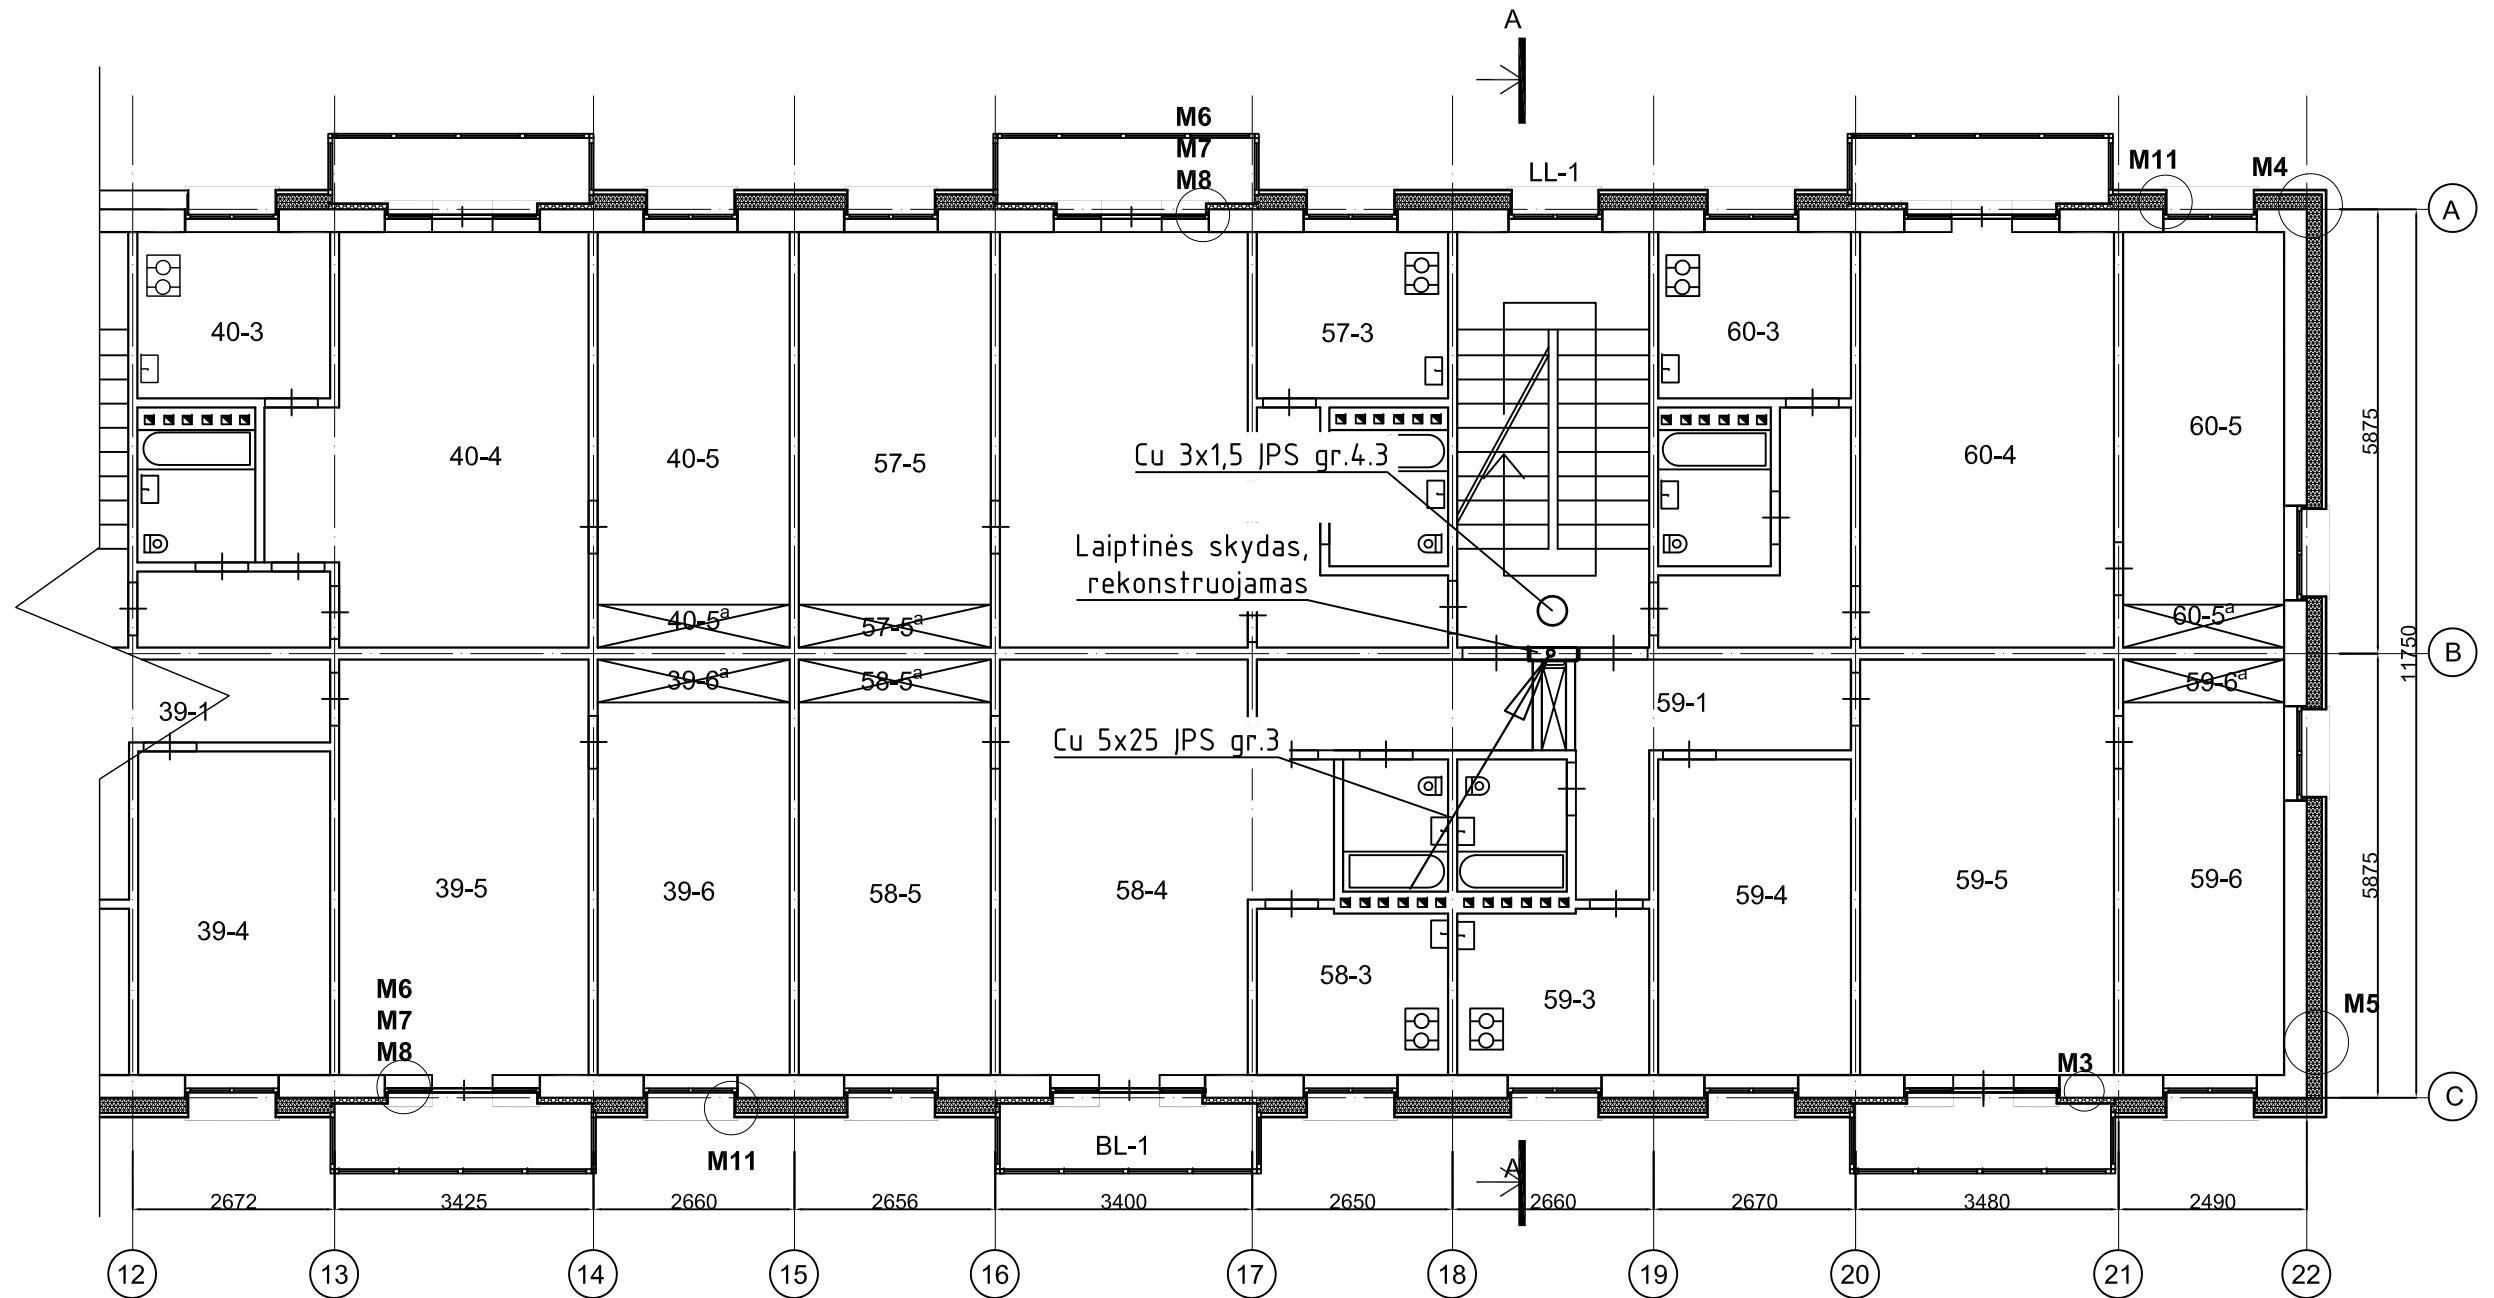 A
M6
M7
M8
LL-1
M11
M4
A
40-3
57-3
60-3
40-4
40-5
57-5
60-4
60-5
5875
Cu 3x1,5 JPS gr.4.3
Laiptinės skydas,
rekonstruojamas
40-5a
57-5a
60-5a
11750
B
39-6a
58-5a
59-6a
39-1
59-1
Cu 5x25 JPS gr.3
39-5
39-6
58-5
58-4
59-4
59-5
59-6
5875
39-4
58-3
59-3
M6
M7
M8
M5
M3
C
BL-1
M11
A
2672
3425
2660
2656
3400
2650
2660
2670
3480
2490
12
13
14
15
16
17
18
19
20
21
22